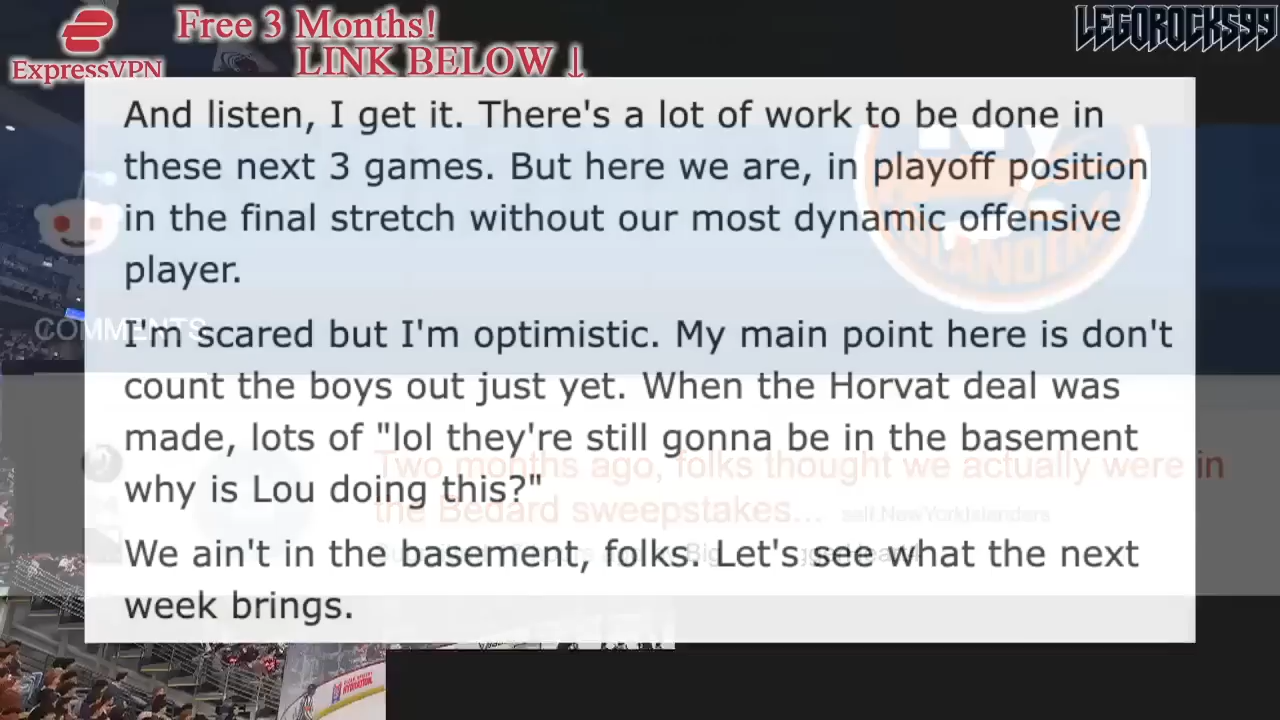 Free 3 Months!
LEGOROCKS99
ExpressVPN
LINK BELOW ↓
And listen, I get it. There's a lot of work to be done in
these next 3 games. But here we are, in playoff position
in the final stretch without our most dynamic offensive
player.
COMMENTS
I'm scared but I'm optimistic. My main point here is don't
count the boys out just yet. When the Horvat deal was
made, lots of "lol they're still gonna be in the basement
why is Lou doing this?"
Two months ago, folks thought we actually were in
the Bedard sweepstakes... self.NewYorkIslanders
We ain't in the basement, folks. Let's see what the next
week brings.
NY
ISLANDERS